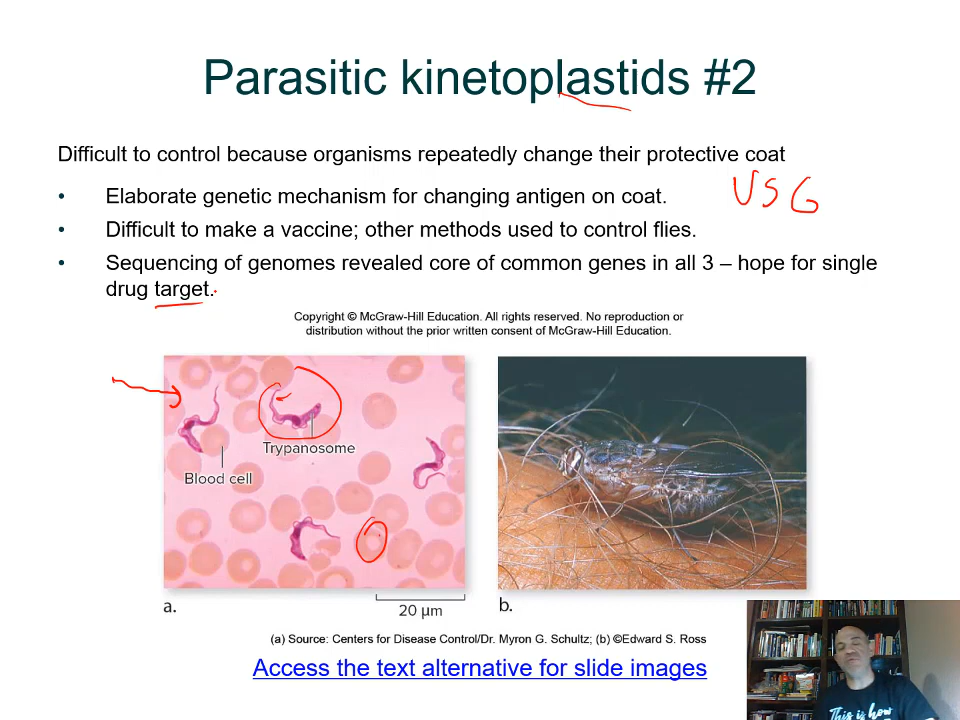 Parasitic kinetoplastids #2
Difficult to control because organisms repeatedly change their protective coat
• Elaborate genetic mechanism for changing antigen on coat.
VSG
• Difficult to make a vaccine; other methods used to control flies.
• Sequencing of genomes revealed core of common genes in all 3 – hope for single
drug target.
Copyright © McGraw-Hill Education. All rights reserved. No reproduction or
distribution without the prior written consent of McGraw-Hill Education.
Trypanosome
Blood cell
20 μm
a.
b.
(a) Source: Centers for Disease Control/Dr. Myron G. Schultz; (b) ©Edward S. Ross
Access the text alternative for slide images
This is how